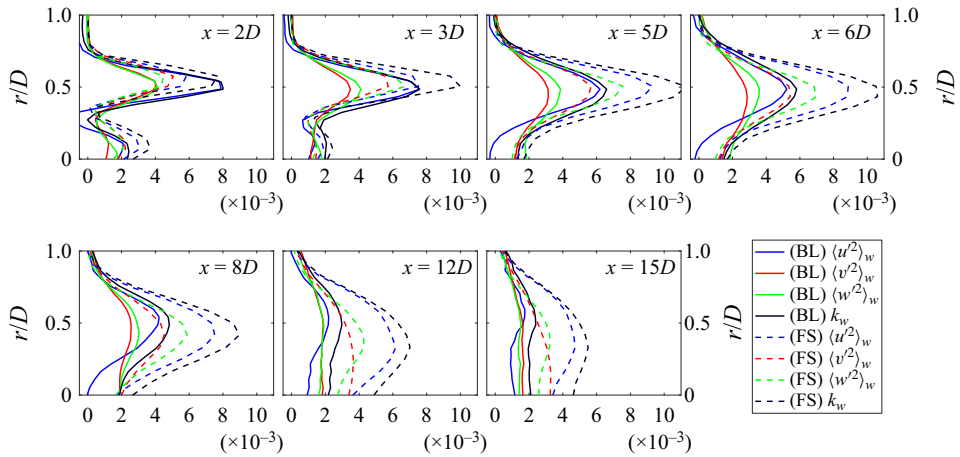 x = 2D
x = 3D
x = 5D
x = 6D
1.0
0.5
0
r/D
1.0
0.5
0
r/D
0 2 4 6 8 10
0 2 4 6 8 10
0 2 4 6 8 10
0 2 4 6 8 10
(×10⁻³)
(×10⁻³)
(×10⁻³)
(×10⁻³)
x = 8D
x = 12D
x = 15D
1.0
0.5
0
r/D
1.0
0.5
0
r/D
0 2 4 6 8 10
0 2 4 6 8 10
0 2 4 6 8 10
(×10⁻³)
(×10⁻³)
(×10⁻³)
(BL) ⟨u′²⟩w
(BL) ⟨v′²⟩w
(BL) ⟨w′²⟩w
(BL) kw
(FS) ⟨u′²⟩w
(FS) ⟨v′²⟩w
(FS) ⟨w′²⟩w
(FS) kw